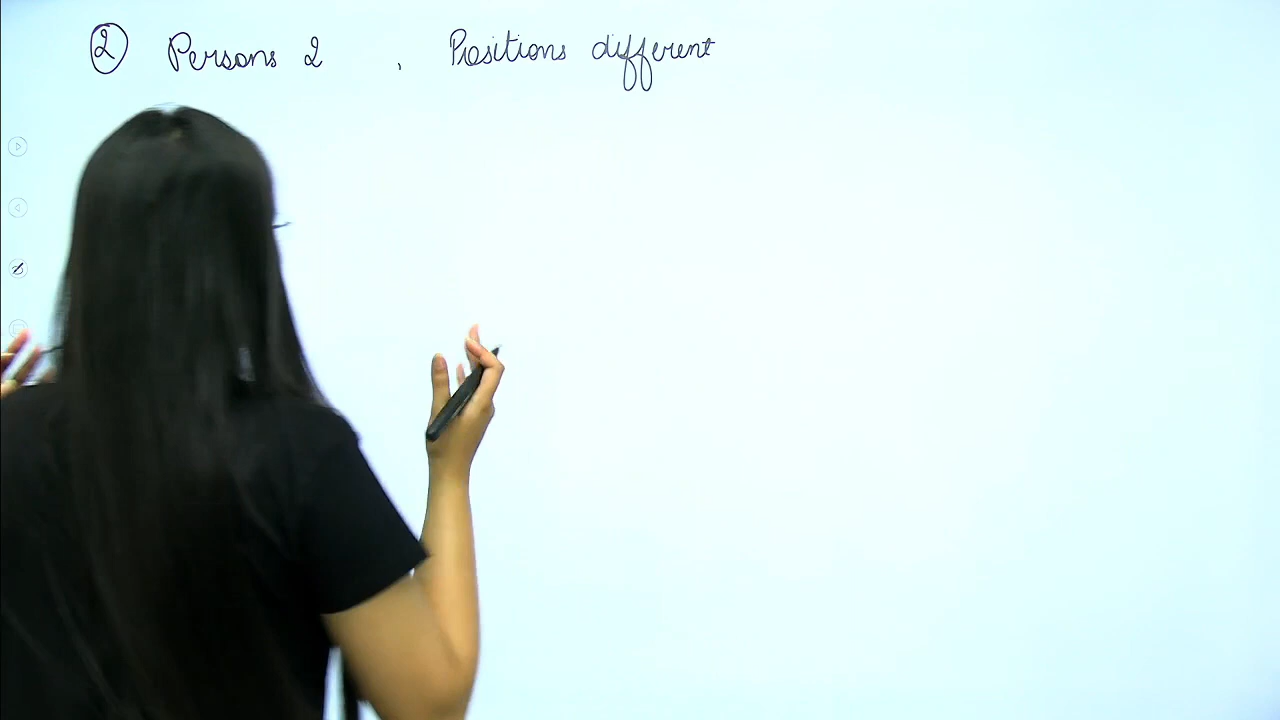 ② Persons 2 , Positions different